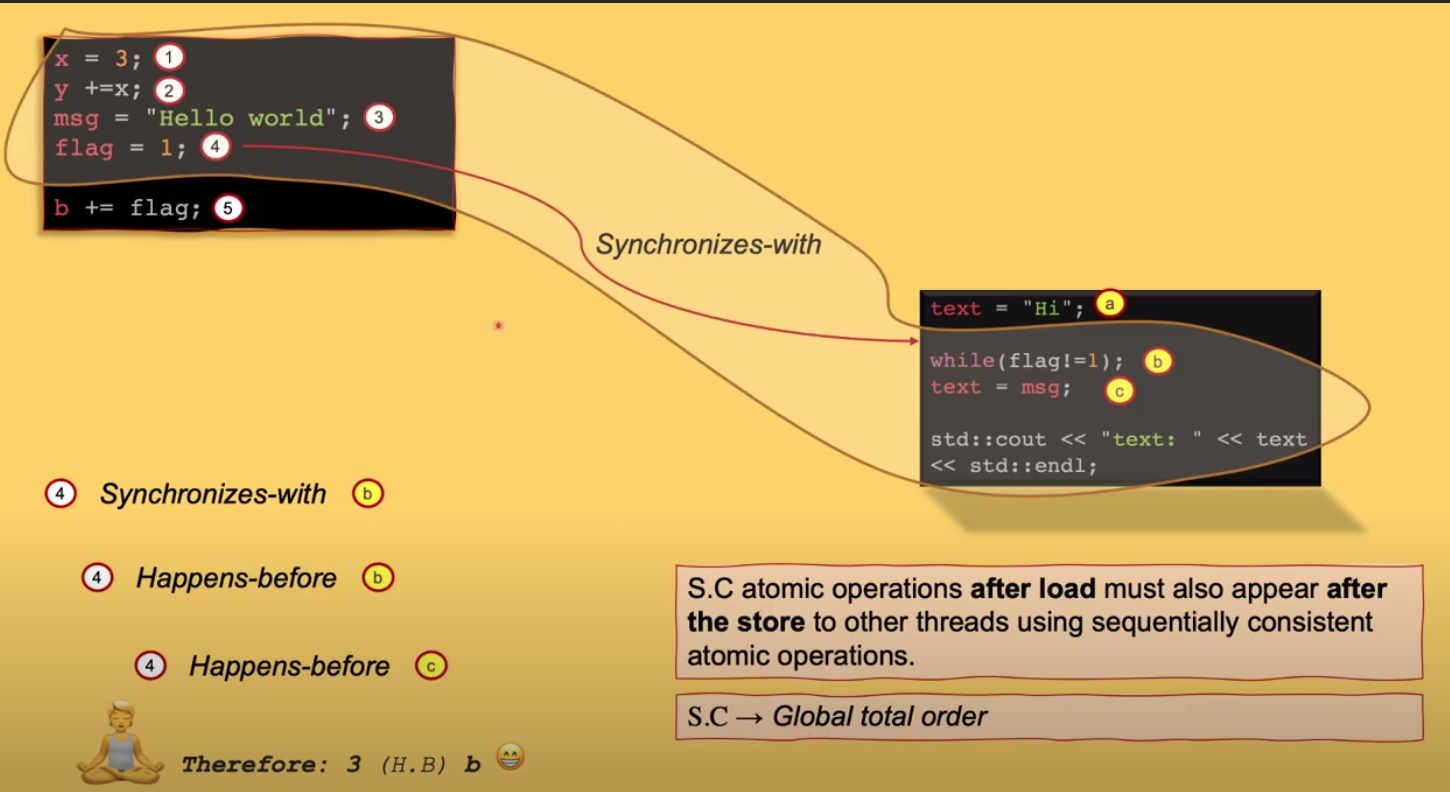 x = 3; 1
y +=x; 2
msg = "Hello world"; 3
flag = 1; 4
b += flag; 5
Synchronizes-with
text = "Hi"; a
while(flag!=1); b
text = msg; c
std::cout << "text: " << text
<< std::endl;
4 Synchronizes-with b
4 Happens-before b
4 Happens-before c
Therefore: 3 (H.B) b
S.C atomic operations after load must also appear after
the store to other threads using sequentially consistent
atomic operations.
S.C → Global total order